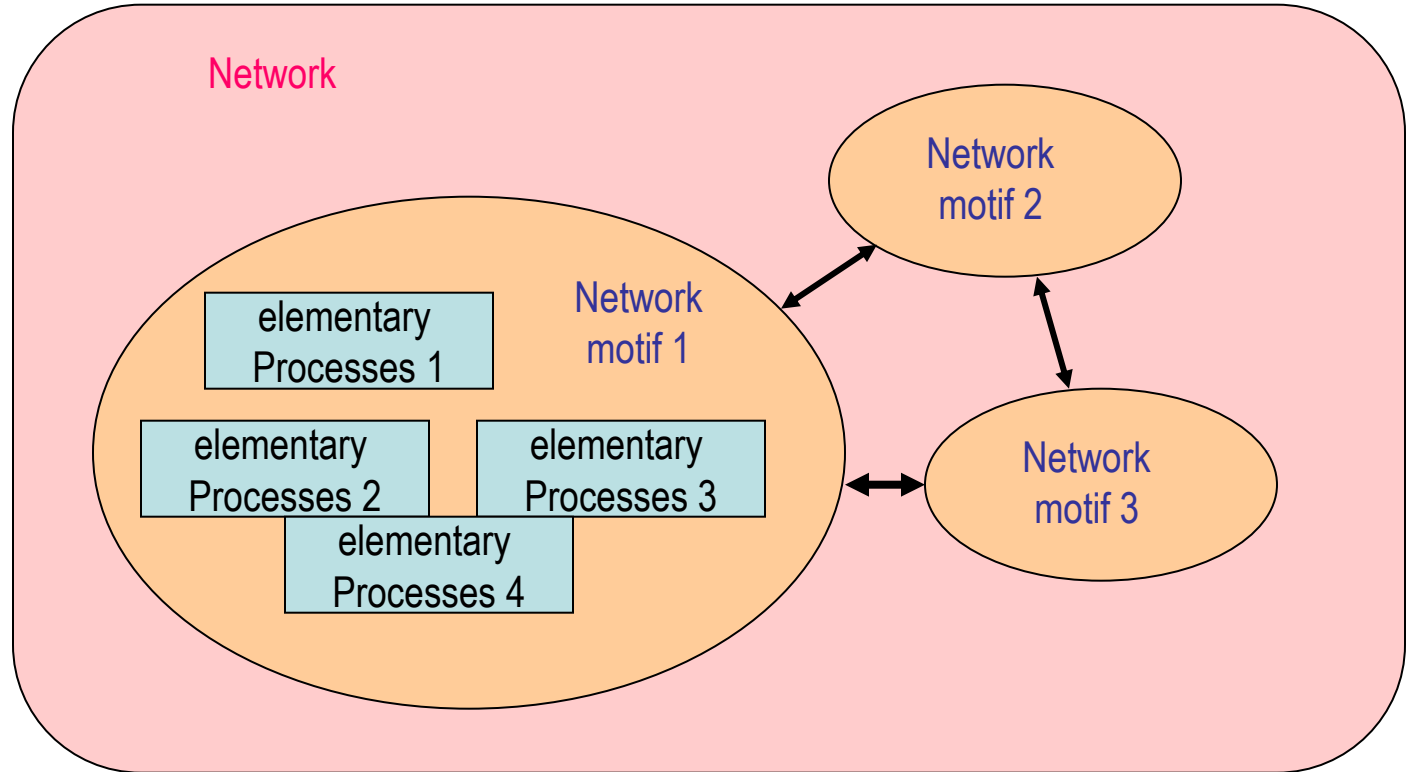 Network
Network
motif 2
Network
motif 1
elementary
Processes 1
elementary
Processes 2
elementary
Processes 3
elementary
Processes 4
Network
motif 3